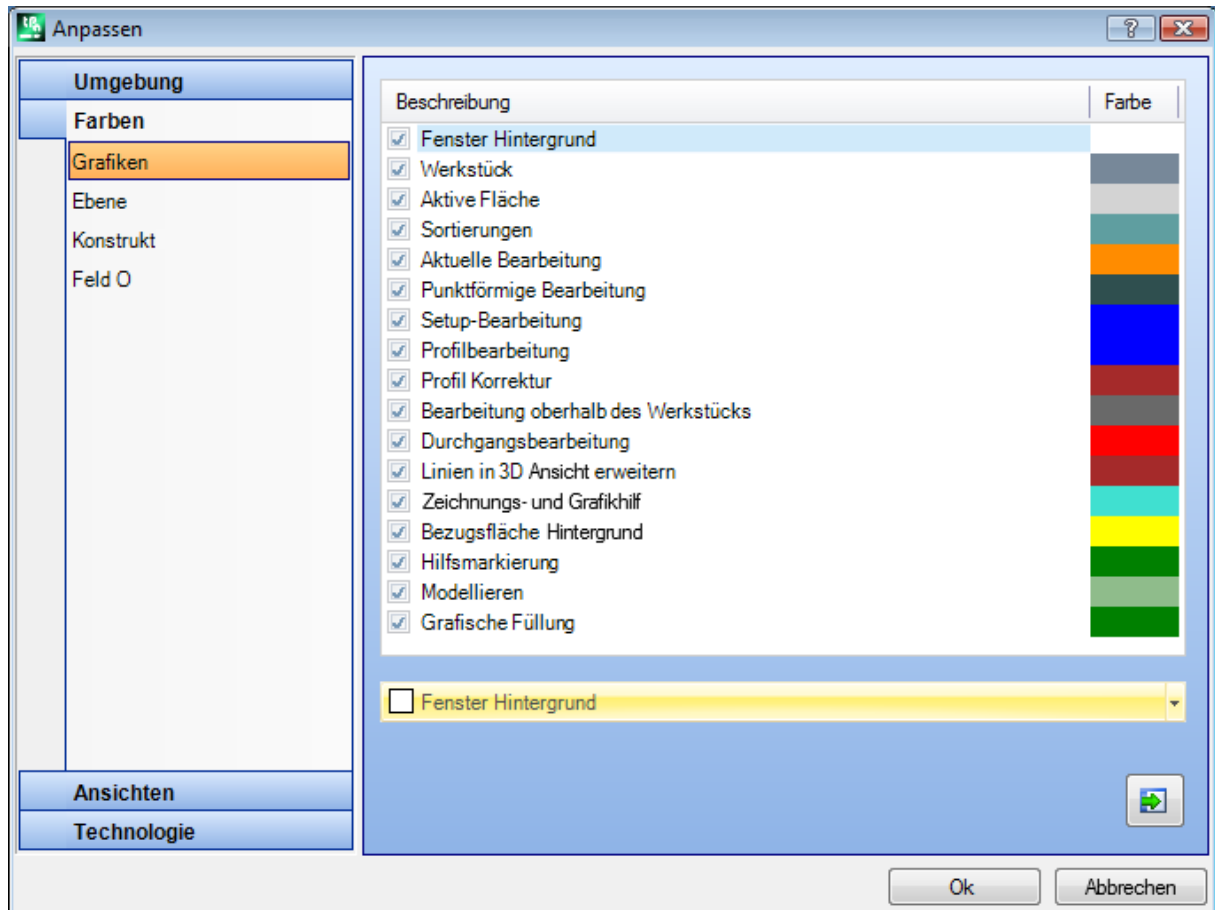 Anpassen
Umgebung
Farben
Grafiken
Ebene
Konstrukt
Feld O
Ansichten
Technologie
Beschreibung Farbe
Fenster Hintergrund
Werkstück
Aktive Fläche
Sortierungen
Aktuelle Bearbeitung
Punktförmige Bearbeitung
Setup-Bearbeitung
Profilbearbeitung
Profil Korrektur
Bearbeitung oberhalb des Werkstücks
Durchgangsbearbeitung
Linien in 3D Ansicht erweitern
Zeichnungs- und Grafikhilf
Bezugsfläche Hintergrund
Hilfsmarkierung
Modellieren
Grafische Füllung
Fenster Hintergrund
Ok Abbrechen